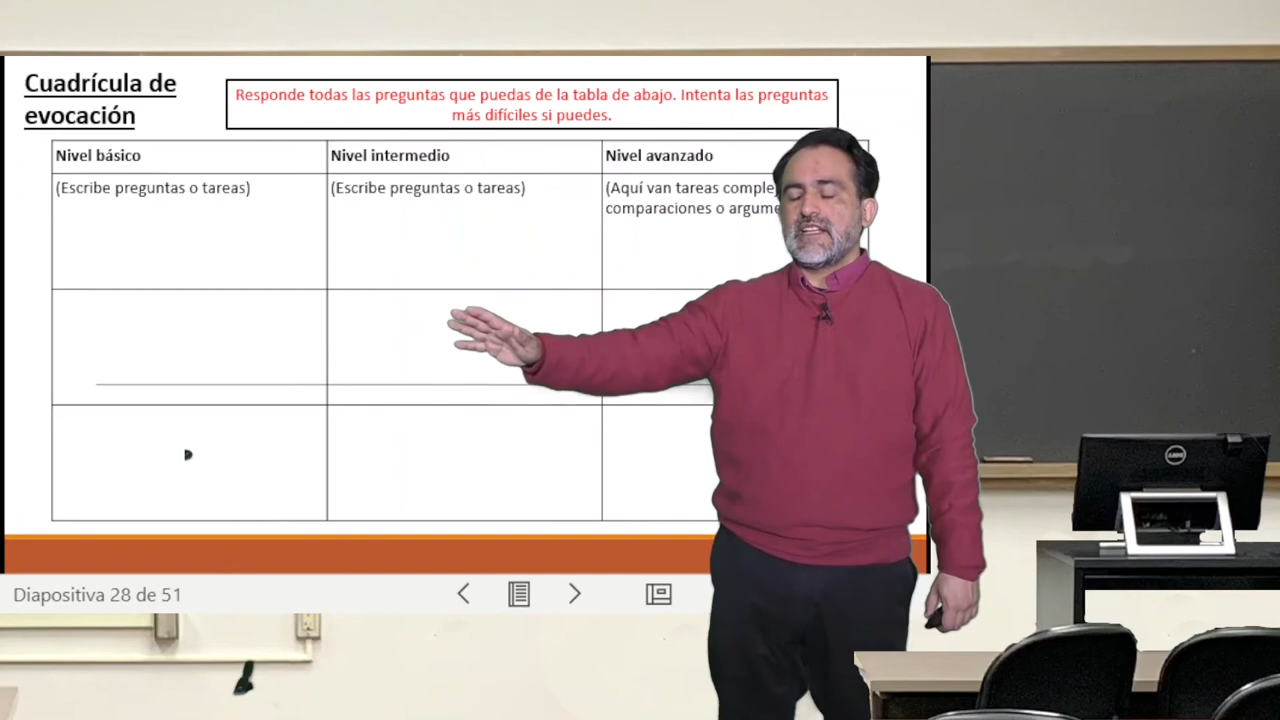 Cuadrícula de
evocación
Responde todas las preguntas que puedas de la tabla de abajo. Intenta las preguntas
más difíciles si puedes.
Nivel básico
Nivel intermedio
Nivel avanzado
(Escribe preguntas o tareas)
(Escribe preguntas o tareas)
(Aquí van tareas
comparaciones o
Diapositiva 28 de 51
DELL